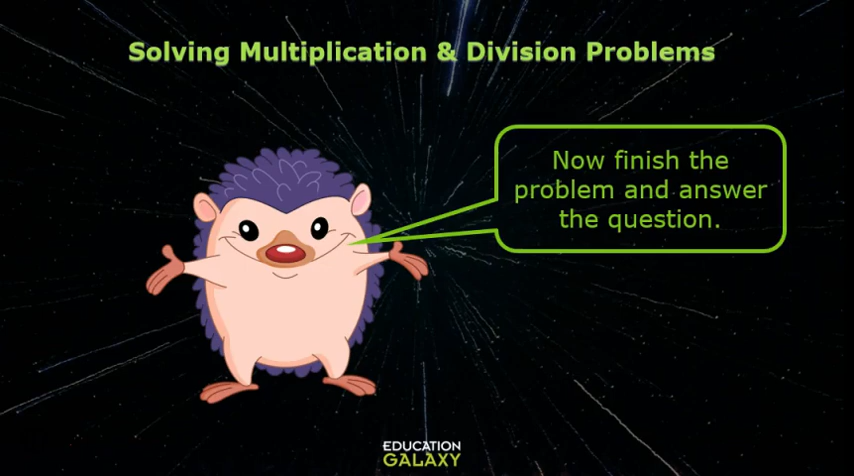 Solving Multiplication & Division Problems
Now finish the
problem and answer
the question.
EDUCATION
GALAXY